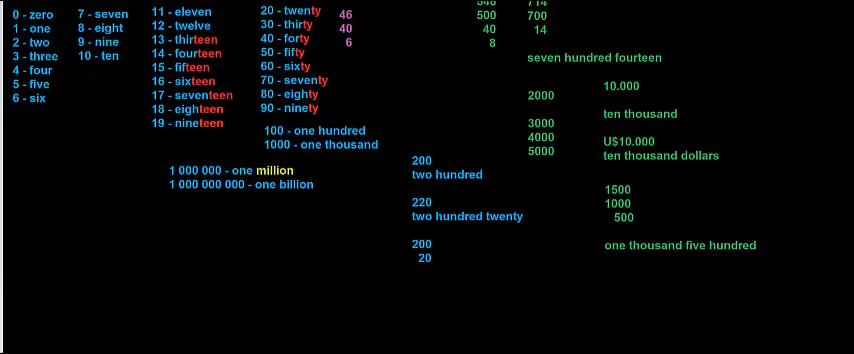 0 - zero
1 - one
2 - two
3 - three
4 - four
5 - five
6 - six
7 - seven
8 - eight
9 - nine
10 - ten
11 - eleven
12 - twelve
13 - thirteen
14 - fourteen
15 - fifteen
16 - sixteen
17 - seventeen
18 - eighteen
19 - nineteen
20 - twenty
30 - thirty
40 - forty
50 - fifty
60 - sixty
70 - seventy
80 - eighty
90 - ninety
100 - one hundred
1000 - one thousand
1 000 000 - one million
1 000 000 000 - one billion
46
40
6
200
two hundred
220
two hundred twenty
200
20
548
500
40
8
714
700
14
seven hundred fourteen
2000
3000
4000
5000
10.000
ten thousand
U$10.000
ten thousand dollars
1500
1000
500
one thousand five hundred